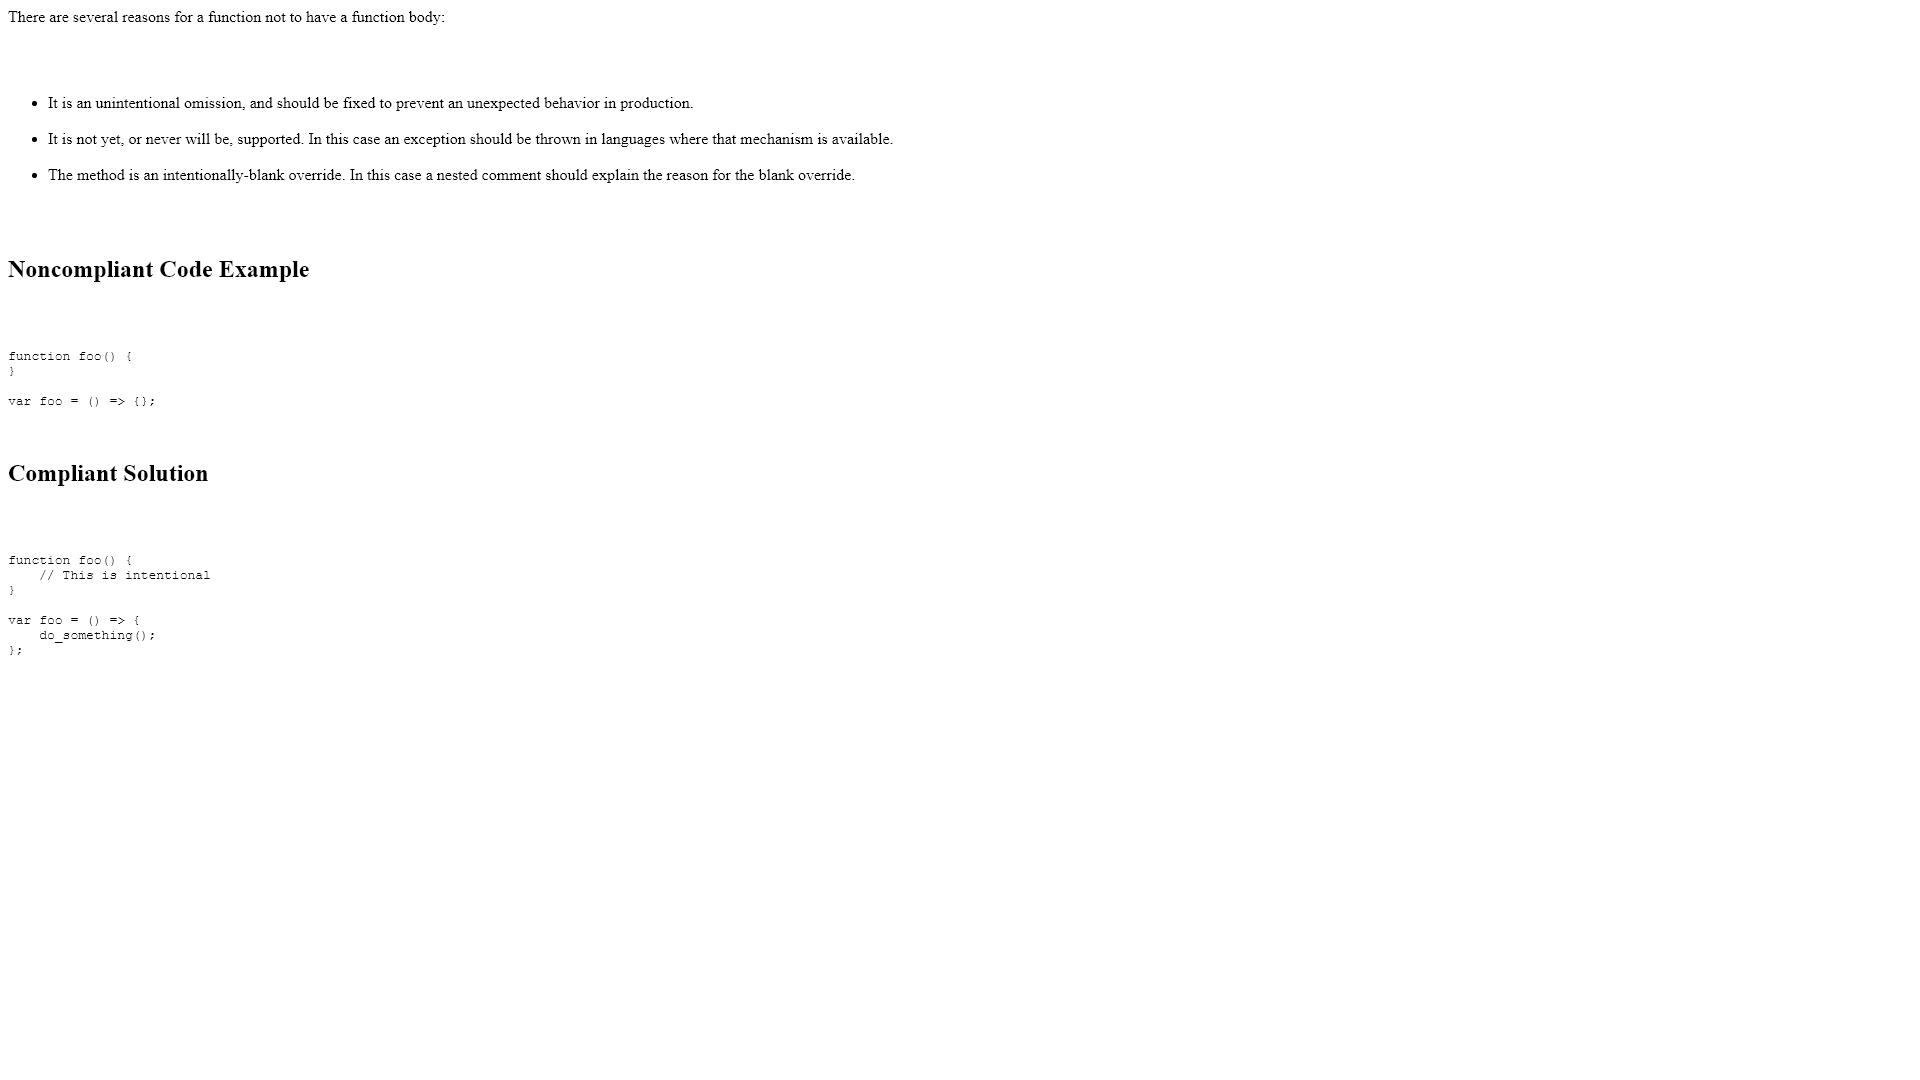 There are several reasons for a function not to have a function body:
• It is an unintentional omission, and should be fixed to prevent an unexpected behavior in production.
• It is not yet, or never will be, supported. In this case an exception should be thrown in languages where that mechanism is available.
• The method is an intentionally-blank override. In this case a nested comment should explain the reason for the blank override.
Noncompliant Code Example
function foo() {
}
var foo = () => {};
Compliant Solution
function foo() {
    // This is intentional
}
var foo = () => {
    do_something();
};